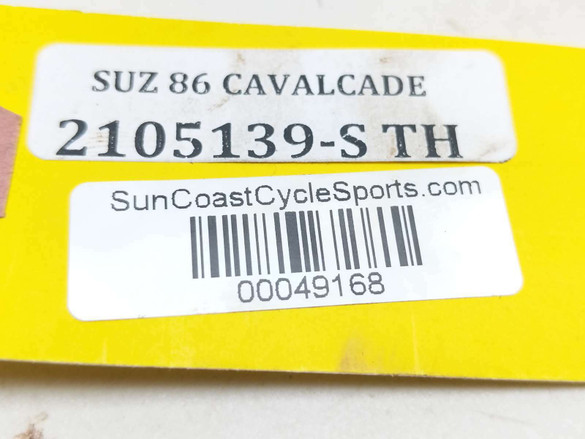 SUZ 86 CAVALCADE
2105139-S TH
SunCoastCycleSports.com
00049168